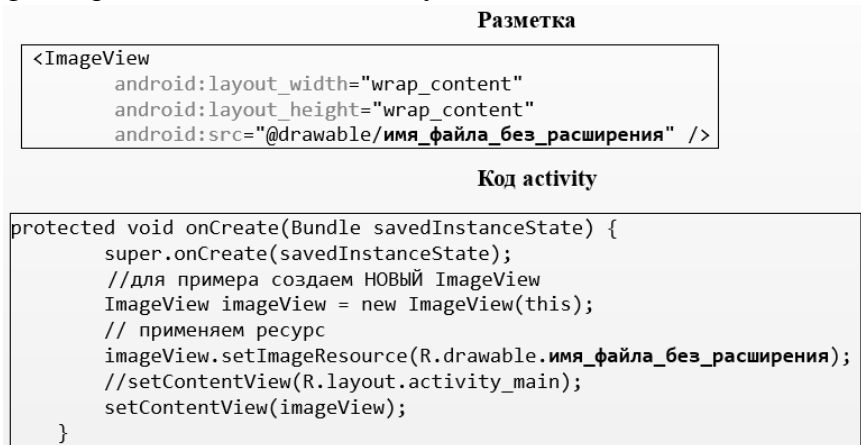 Разметка
<ImageView
android:layout_width="wrap_content"
android:layout_height="wrap_content"
android:src="@drawable/имя_файла_без_расширения" />
Код activity
protected void onCreate(Bundle savedInstanceState) {
super.onCreate(savedInstanceState);
//для примера создаем НОВЫЙ ImageView
ImageView imageView = new ImageView(this);
// применяем ресурс
imageView.setImageResource(R.drawable.имя_файла_без_расширения);
//setContentView(R.layout.activity_main);
setContentView(imageView);
}